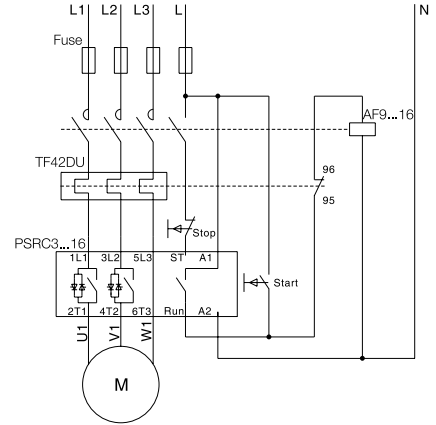 L1 L2 L3 L N
Fuse
AF9...16
TF42DU
96
95
Stop
PSRC3...16
1L1 3L2 5L3 ST A1
Start
2T1 4T2 6T3 Run A2
U1 V1 W1
M